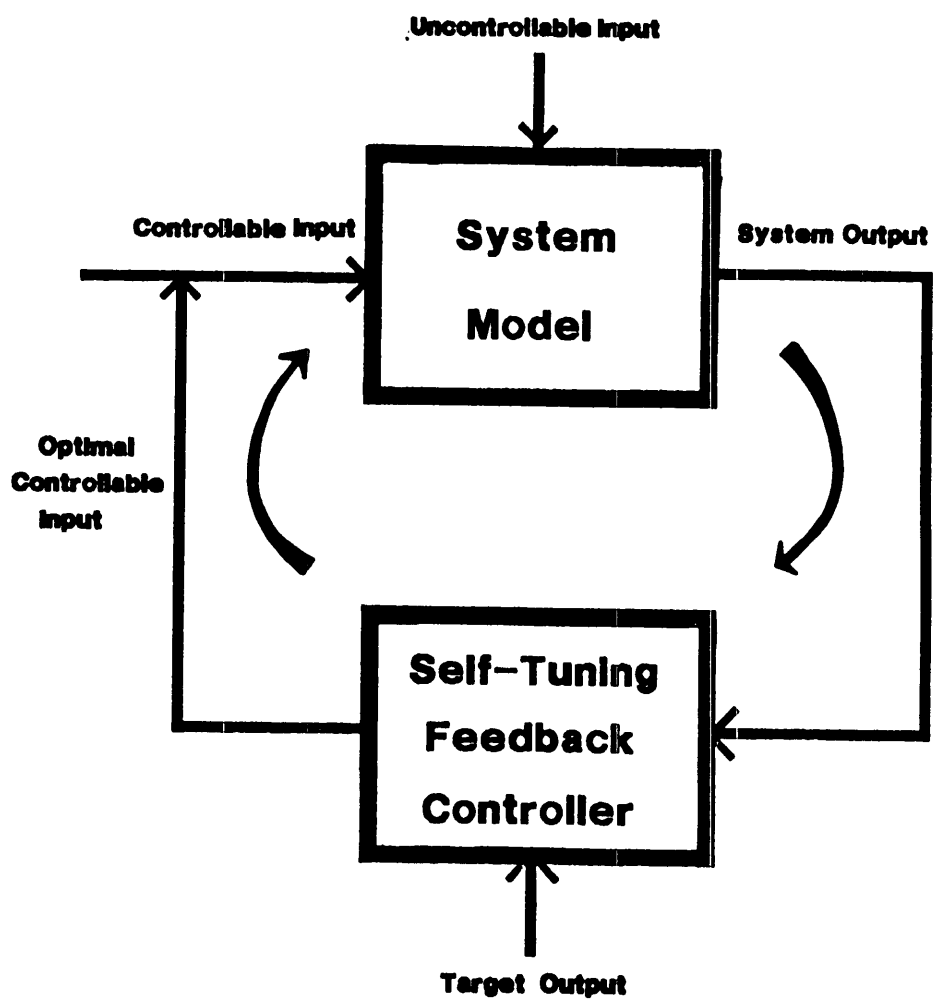 Uncontrollable Input
Controllable Input
System
Model
System Output
Optimal
Controllable
Input
Self-Tuning
Feedback
Controller
Target Output